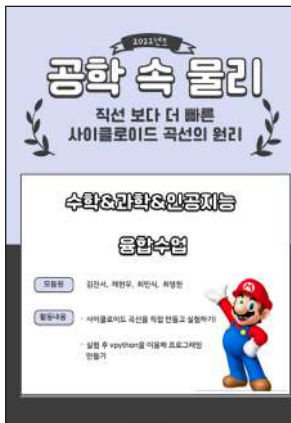 2022년도
공학 속 물리
직선 보다 더 빠른
사이클로이드 곡선의 원리
수학&과학&인공지능
융합수업
모둠원
김진서, 채현우, 최민식, 최영한
활동내용
· 사이클로이드 곡선을 직접 만들고 실험하기!
· 실험 후 vpython을 이용해 프로그래밍
만들기